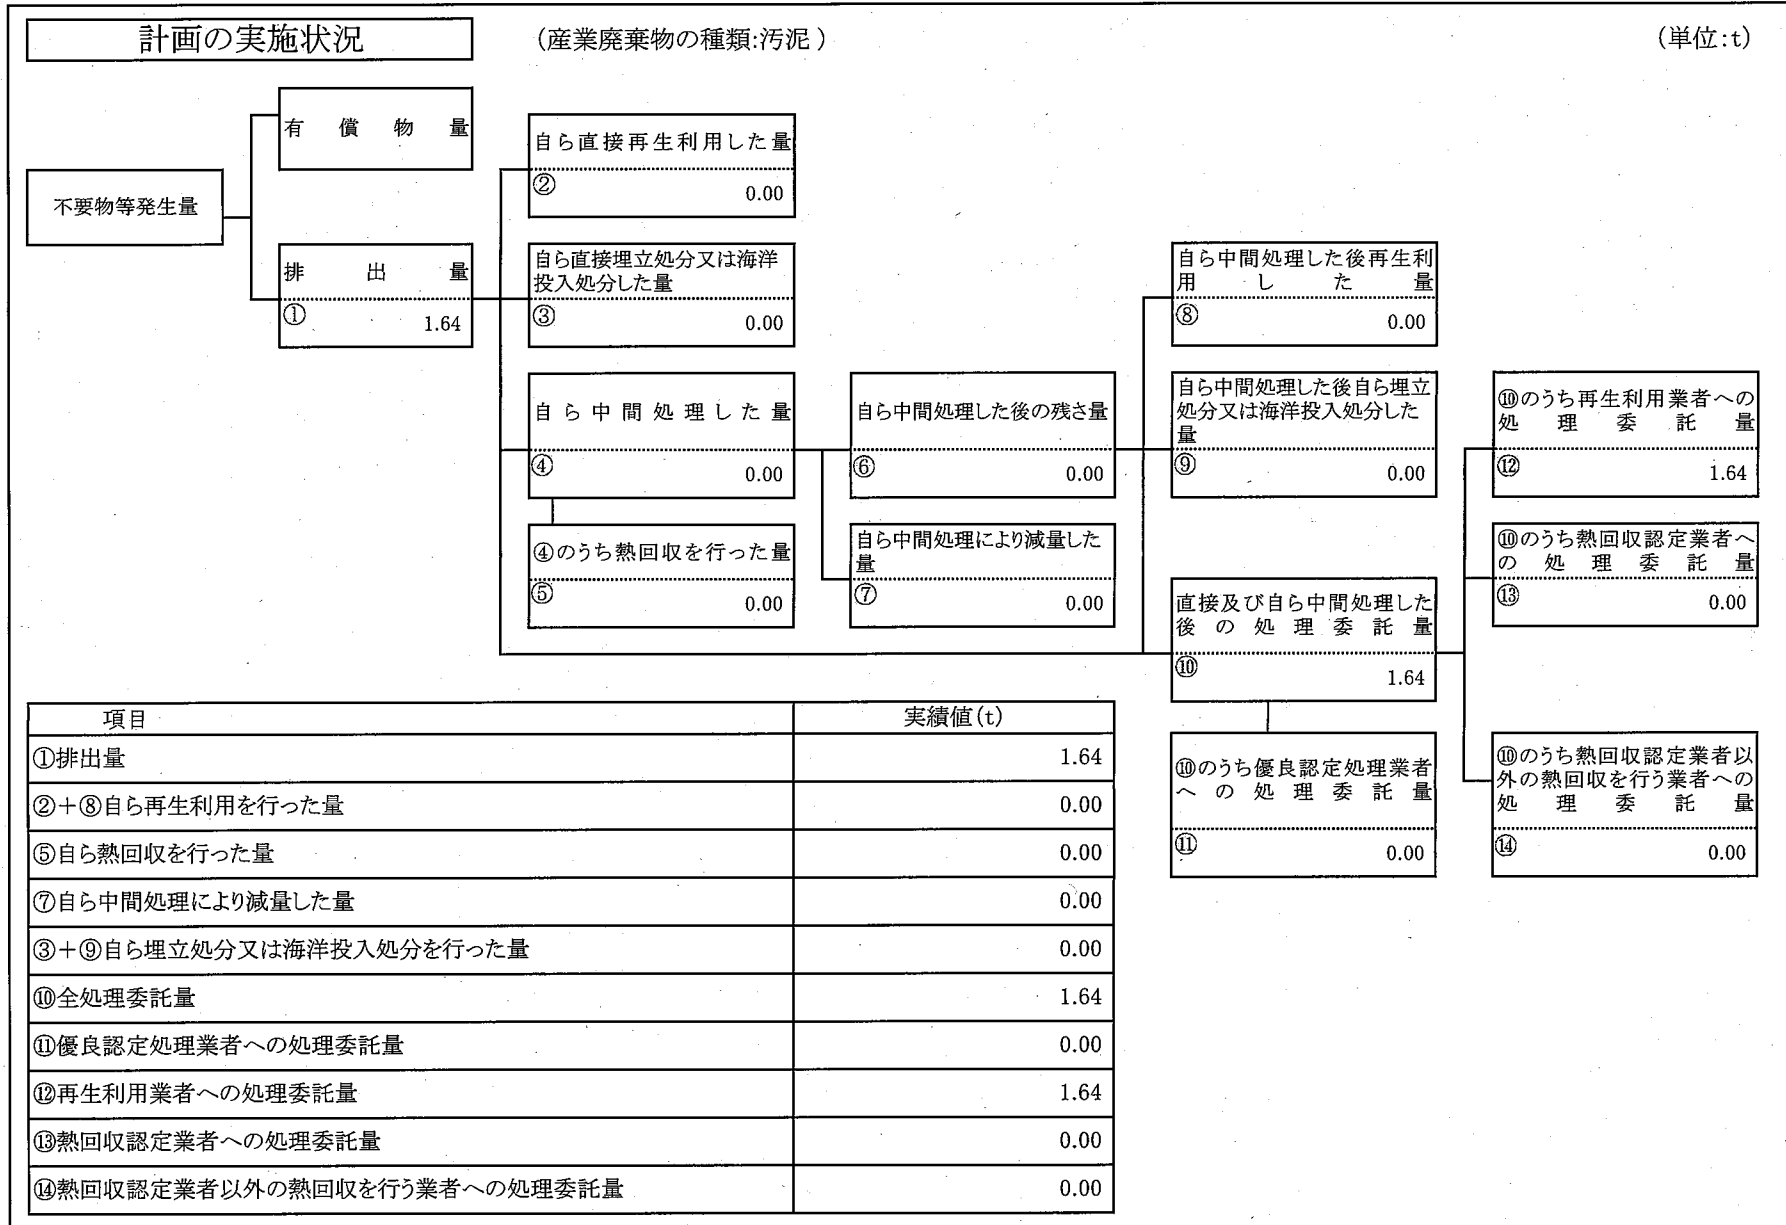 計画の実施状況
(産業廃棄物の種類:汚泥)
(単位:t)
不要物等発生量
有償物量
排出量
① 1.64
自ら直接再生利用した量
② 0.00
自ら直接埋立処分又は海洋
投入処分した量
③ 0.00
自ら中間処理した量
④ 0.00
④のうち熱回収を行った量
⑤ 0.00
自ら中間処理した後の残さ量
⑥ 0.00
自ら中間処理により減量した
量
⑦ 0.00
自ら中間処理した後再生利
用した量
⑧ 0.00
自ら中間処理した後自ら埋立
処分又は海洋投入処分した
量
⑨ 0.00
直接及び自ら中間処理した
後の処理委託量
⑩ 1.64
⑩のうち優良認定処理業者
への処理委託量
⑪ 0.00
⑩のうち再生利用業者への
処理委託量
⑫ 1.64
⑩のうち熱回収認定業者へ
の処理委託量
⑬ 0.00
⑩のうち熱回収認定業者以
外の熱回収を行う業者への
処理委託量
⑭ 0.00
項目 実績値(t)
①排出量 1.64
②+⑧自ら再生利用を行った量 0.00
⑤自ら熱回収を行った量 0.00
⑦自ら中間処理により減量した量 0.00
③+⑨自ら埋立処分又は海洋投入処分を行った量 0.00
⑩全処理委託量 1.64
⑪優良認定処理業者への処理委託量 0.00
⑫再生利用業者への処理委託量 1.64
⑬熱回収認定業者への処理委託量 0.00
⑭熱回収認定業者以外の熱回収を行う業者への処理委託量 0.00